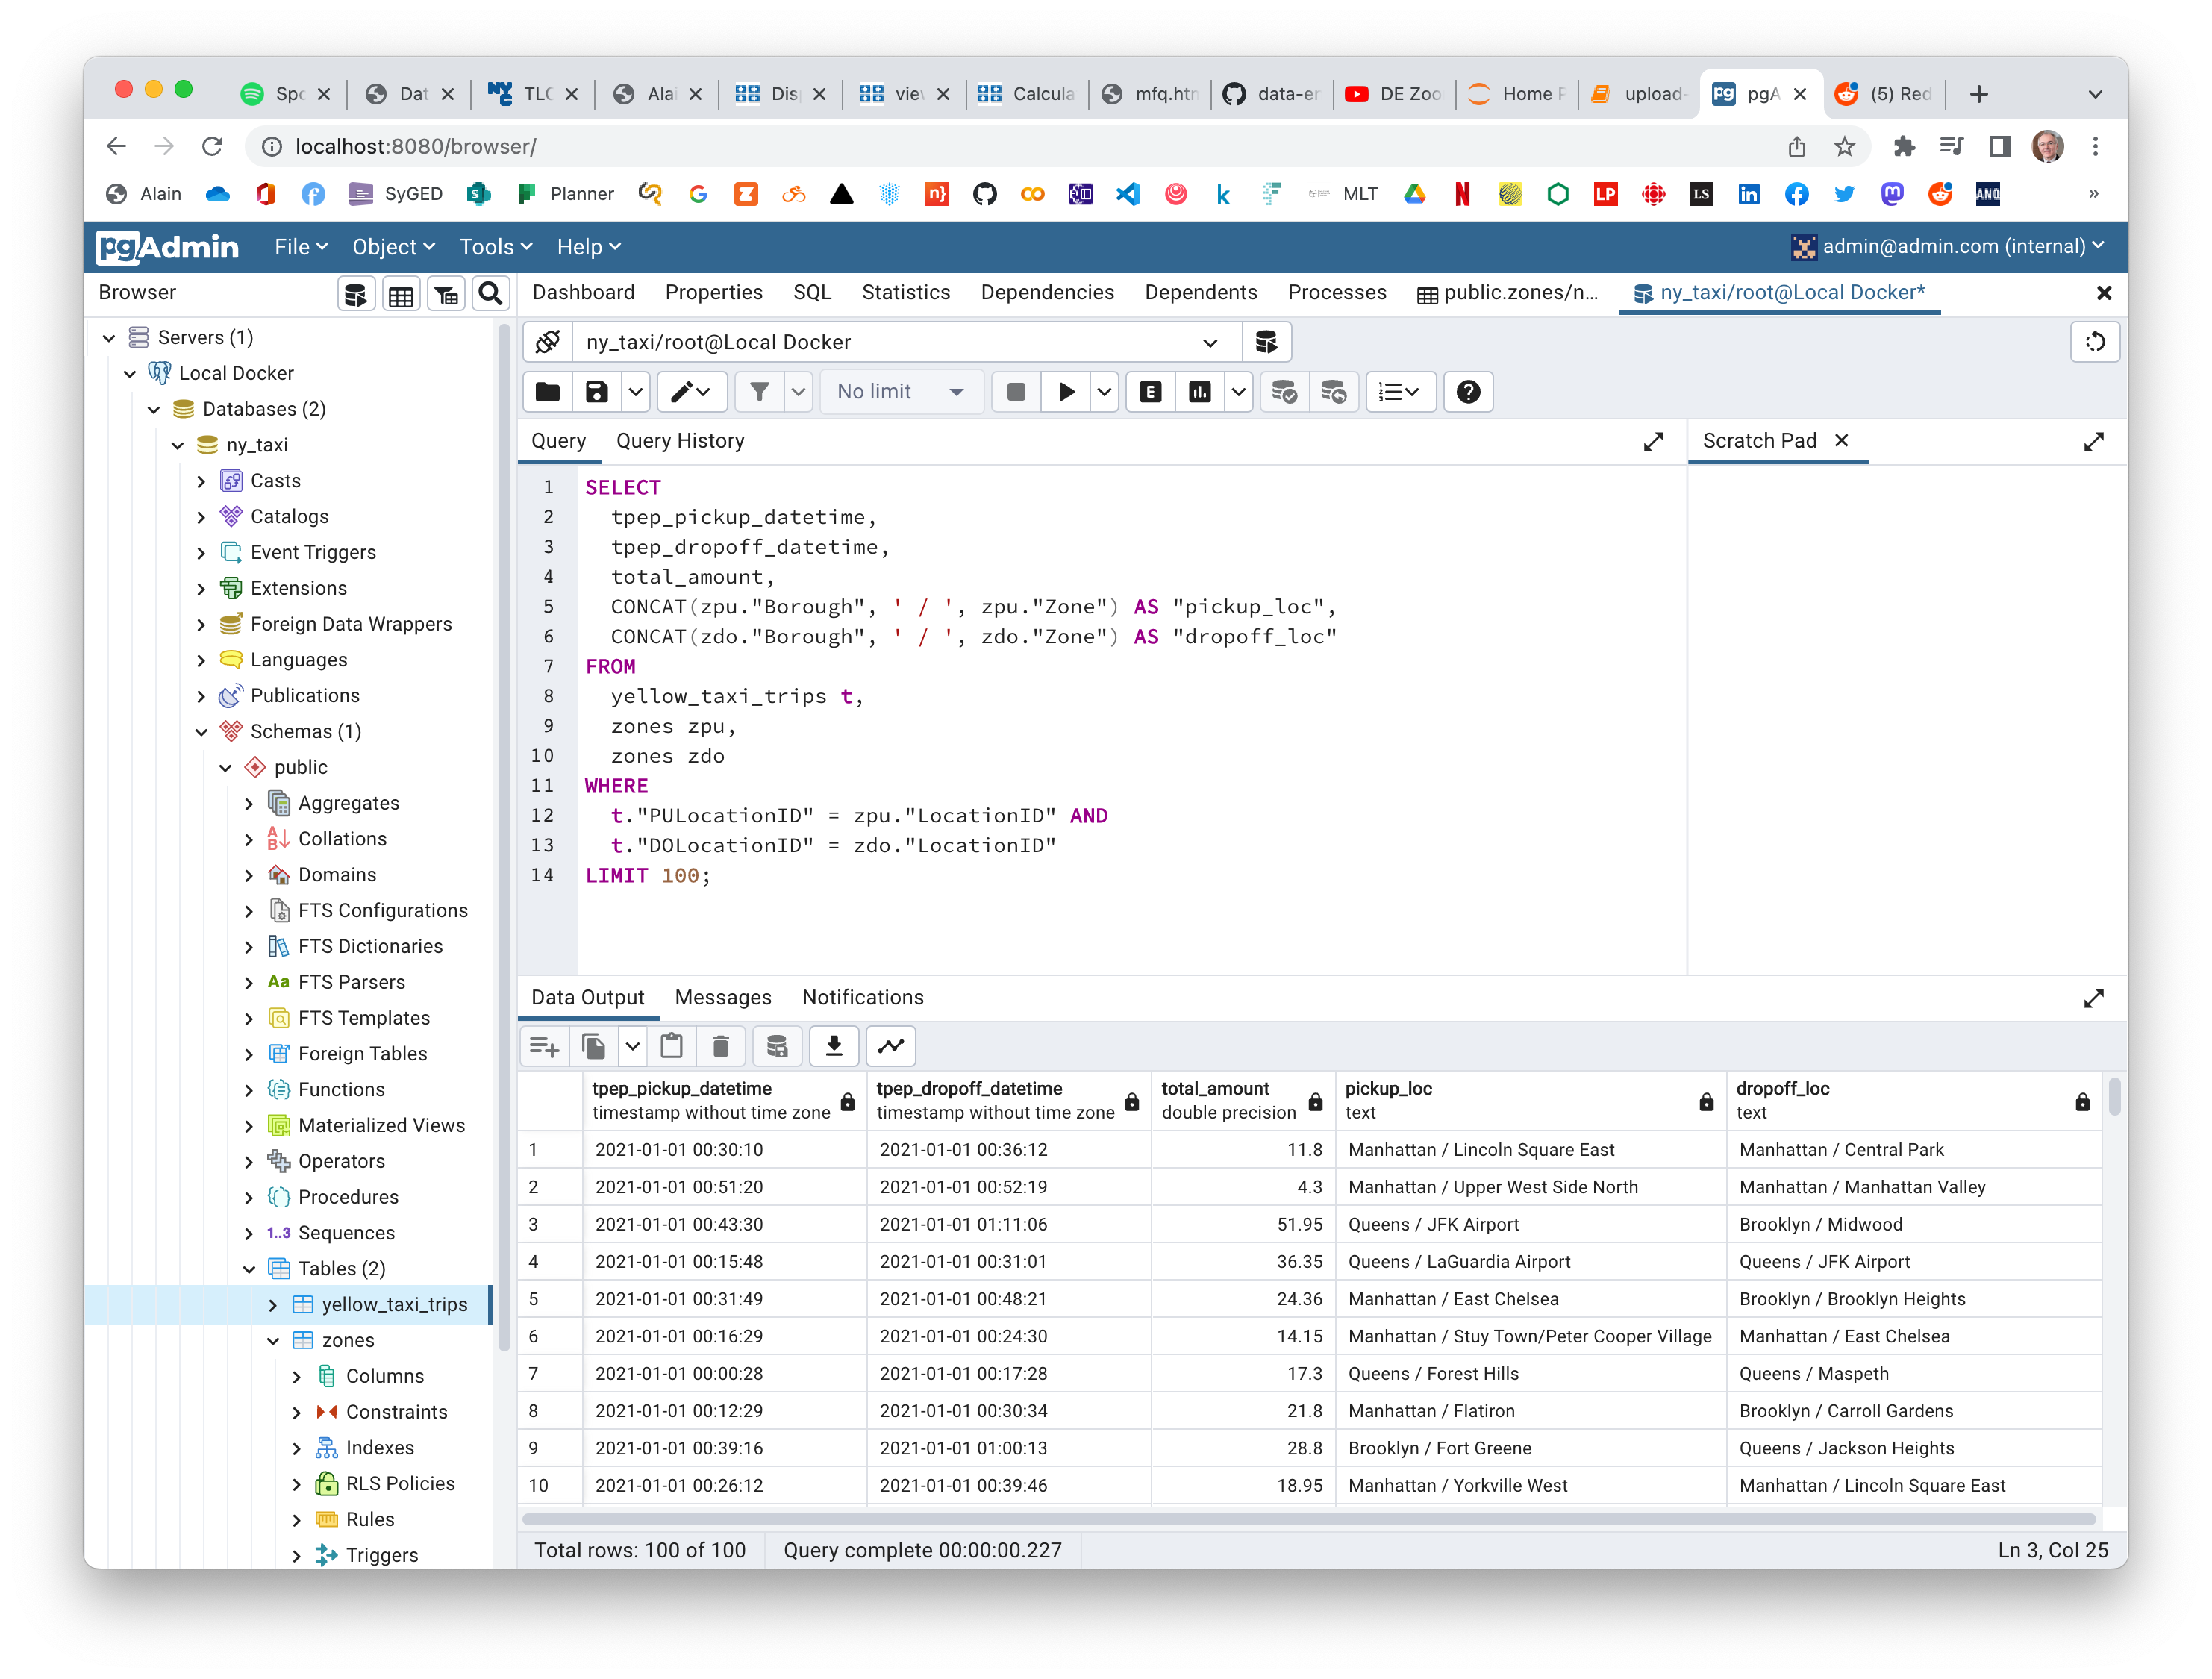 Spo
Dat
TLC
Alai
Disp
view
Calcula
mfq.htm
data-en
DE Zoo
Home P
upload-
pgA
(5) Red
localhost:8080/browser/
Alain
SyGED
Planner
MLT
LP
LS
ANQ
pgAdmin
File
Object
Tools
Help
admin@admin.com (internal)
Browser
Dashboard
Properties
SQL
Statistics
Dependencies
Dependents
Processes
public.zones/n...
ny_taxi/root@Local Docker*
Servers (1)
Local Docker
Databases (2)
ny_taxi
Casts
Catalogs
Event Triggers
Extensions
Foreign Data Wrappers
Languages
Publications
Schemas (1)
public
Aggregates
Collations
Domains
FTS Configurations
FTS Dictionaries
Aa FTS Parsers
FTS Templates
Foreign Tables
Functions
Materialized Views
Operators
Procedures
1..3 Sequences
Tables (2)
yellow_taxi_trips
zones
Columns
Constraints
Indexes
RLS Policies
Rules
Triggers
ny_taxi/root@Local Docker
No limit
E
Query
Query History
Scratch Pad
1 SELECT
2 tpep_pickup_datetime,
3 tpep_dropoff_datetime,
4 total_amount,
5 CONCAT(zpu."Borough", ' / ', zpu."Zone") AS "pickup_loc",
6 CONCAT(zdo."Borough", ' / ', zdo."Zone") AS "dropoff_loc"
7 FROM
8 yellow_taxi_trips t,
9 zones zpu,
10 zones zdo
11 WHERE
12 t."PULocationID" = zpu."LocationID" AND
13 t."DOLocationID" = zdo."LocationID"
14 LIMIT 100;
Data Output
Messages
Notifications
tpep_pickup_datetime
timestamp without time zone
tpep_dropoff_datetime
timestamp without time zone
total_amount
double precision
pickup_loc
text
dropoff_loc
text
1 2021-01-01 00:30:10 2021-01-01 00:36:12 11.8 Manhattan / Lincoln Square East Manhattan / Central Park
2 2021-01-01 00:51:20 2021-01-01 00:52:19 4.3 Manhattan / Upper West Side North Manhattan / Manhattan Valley
3 2021-01-01 00:43:30 2021-01-01 01:11:06 51.95 Queens / JFK Airport Brooklyn / Midwood
4 2021-01-01 00:15:48 2021-01-01 00:31:01 36.35 Queens / LaGuardia Airport Queens / JFK Airport
5 2021-01-01 00:31:49 2021-01-01 00:48:21 24.36 Manhattan / East Chelsea Brooklyn / Brooklyn Heights
6 2021-01-01 00:16:29 2021-01-01 00:24:30 14.15 Manhattan / Stuy Town/Peter Cooper Village Manhattan / East Chelsea
7 2021-01-01 00:00:28 2021-01-01 00:17:28 17.3 Queens / Forest Hills Queens / Maspeth
8 2021-01-01 00:12:29 2021-01-01 00:30:34 21.8 Manhattan / Flatiron Brooklyn / Carroll Gardens
9 2021-01-01 00:39:16 2021-01-01 01:00:13 28.8 Brooklyn / Fort Greene Queens / Jackson Heights
10 2021-01-01 00:26:12 2021-01-01 00:39:46 18.95 Manhattan / Yorkville West Manhattan / Lincoln Square East
Total rows: 100 of 100
Query complete 00:00:00.227
Ln 3, Col 25